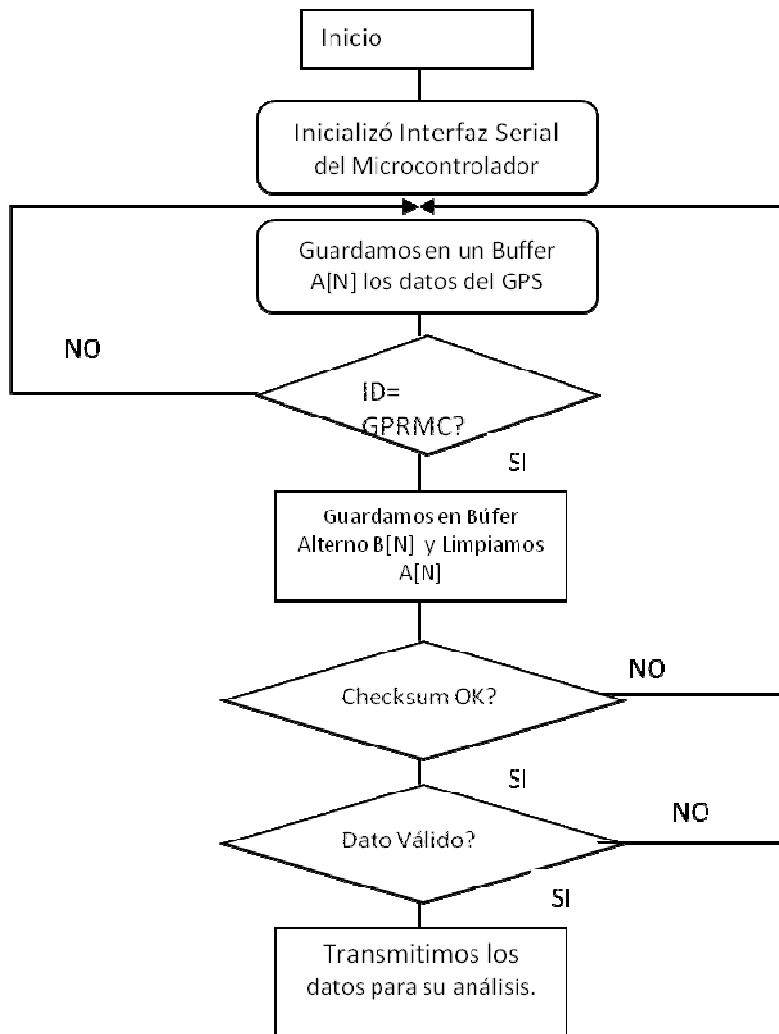 Inicio
Inicializó Interfaz Serial
del Microcontrolador
Guardamos en un Buffer
A[N] los datos del GPS
NO
ID=
GPRMC?
SI
Guardamos en Búfer
Alterno B[N] y Limpiamos
A[N]
NO
Checksum OK?
SI
NO
Dato Válido?
SI
Transmitimos los
datos para su análisis.